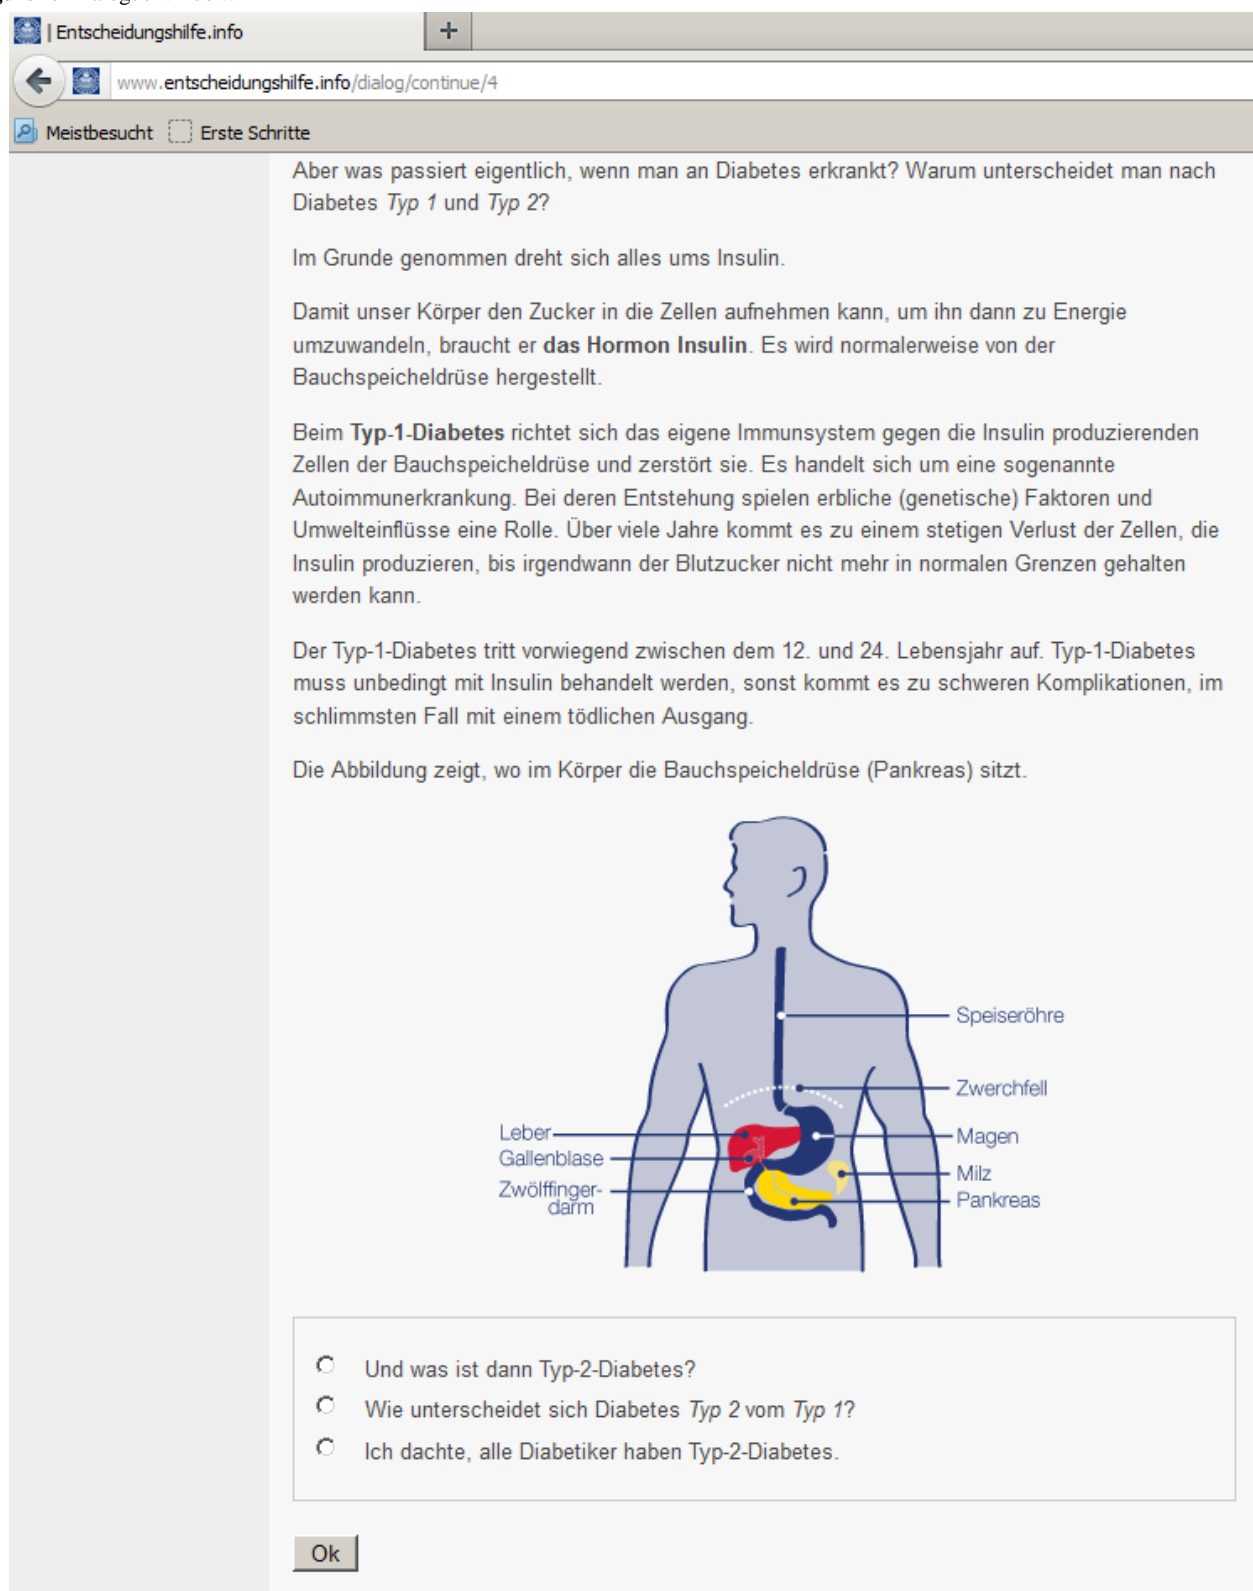 | Entscheidungshilfe.info
+
www.entscheidungshilfe.info/dialog/continue/4
Meistbesucht Erste Schritte
Aber was passiert eigentlich, wenn man an Diabetes erkrankt? Warum unterscheidet man nach
Diabetes Typ 1 und Typ 2?
Im Grunde genommen dreht sich alles ums Insulin.
Damit unser Körper den Zucker in die Zellen aufnehmen kann, um ihn dann zu Energie
umzuwandeln, braucht er das Hormon Insulin. Es wird normalerweise von der
Bauchspeicheldrüse hergestellt.
Beim Typ-1-Diabetes richtet sich das eigene Immunsystem gegen die Insulin produzierenden
Zellen der Bauchspeicheldrüse und zerstört sie. Es handelt sich um eine sogenannte
Autoimmunerkrankung. Bei deren Entstehung spielen erbliche (genetische) Faktoren und
Umwelteinflüsse eine Rolle. Über viele Jahre kommt es zu einem stetigen Verlust der Zellen, die
Insulin produzieren, bis irgendwann der Blutzucker nicht mehr in normalen Grenzen gehalten
werden kann.
Der Typ-1-Diabetes tritt vorwiegend zwischen dem 12. und 24. Lebensjahr auf. Typ-1-Diabetes
muss unbedingt mit Insulin behandelt werden, sonst kommt es zu schweren Komplikationen, im
schlimmsten Fall mit einem tödlichen Ausgang.
Die Abbildung zeigt, wo im Körper die Bauchspeicheldrüse (Pankreas) sitzt.
Speiseröhre
Zwerchfell
Leber
Magen
Gallenblase
Milz
Zwölffinger-
darm
Pankreas
Und was ist dann Typ-2-Diabetes?
Wie unterscheidet sich Diabetes Typ 2 vom Typ 1?
Ich dachte, alle Diabetiker haben Typ-2-Diabetes.
Ok